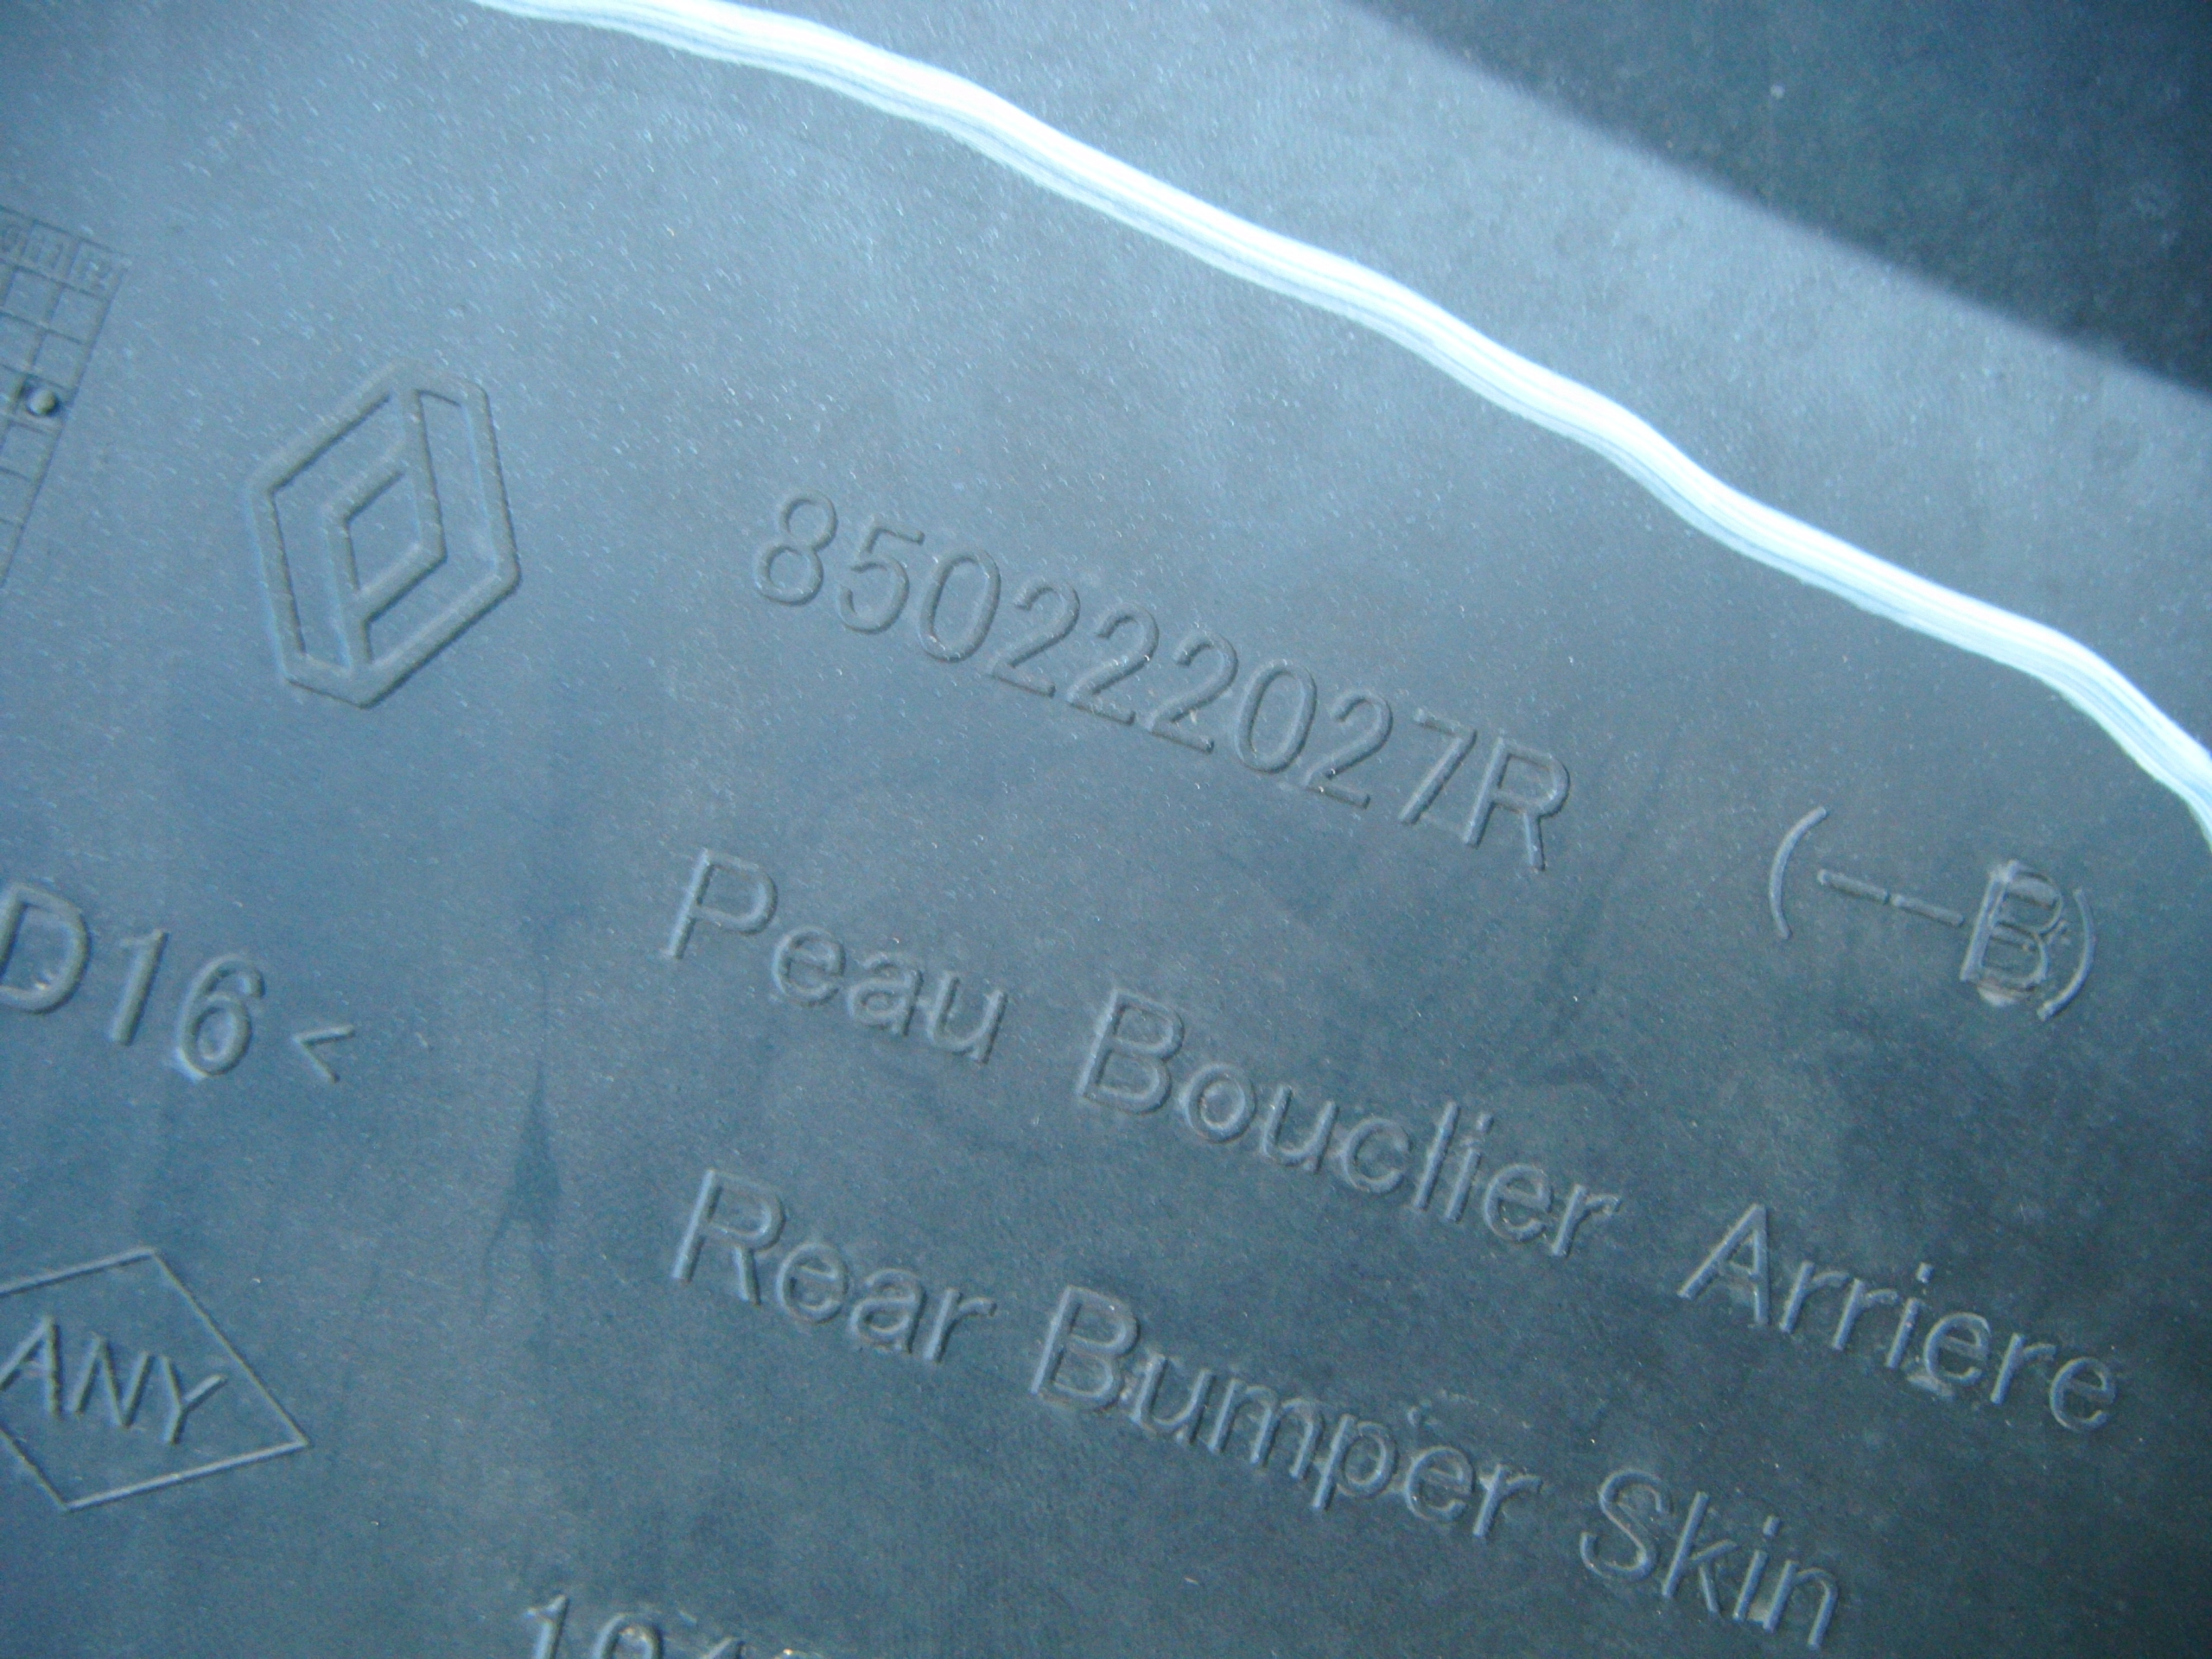 850222027R (--B)
Peau Bouclier Arriere
D16<
Rear Bumper Skin
ANY